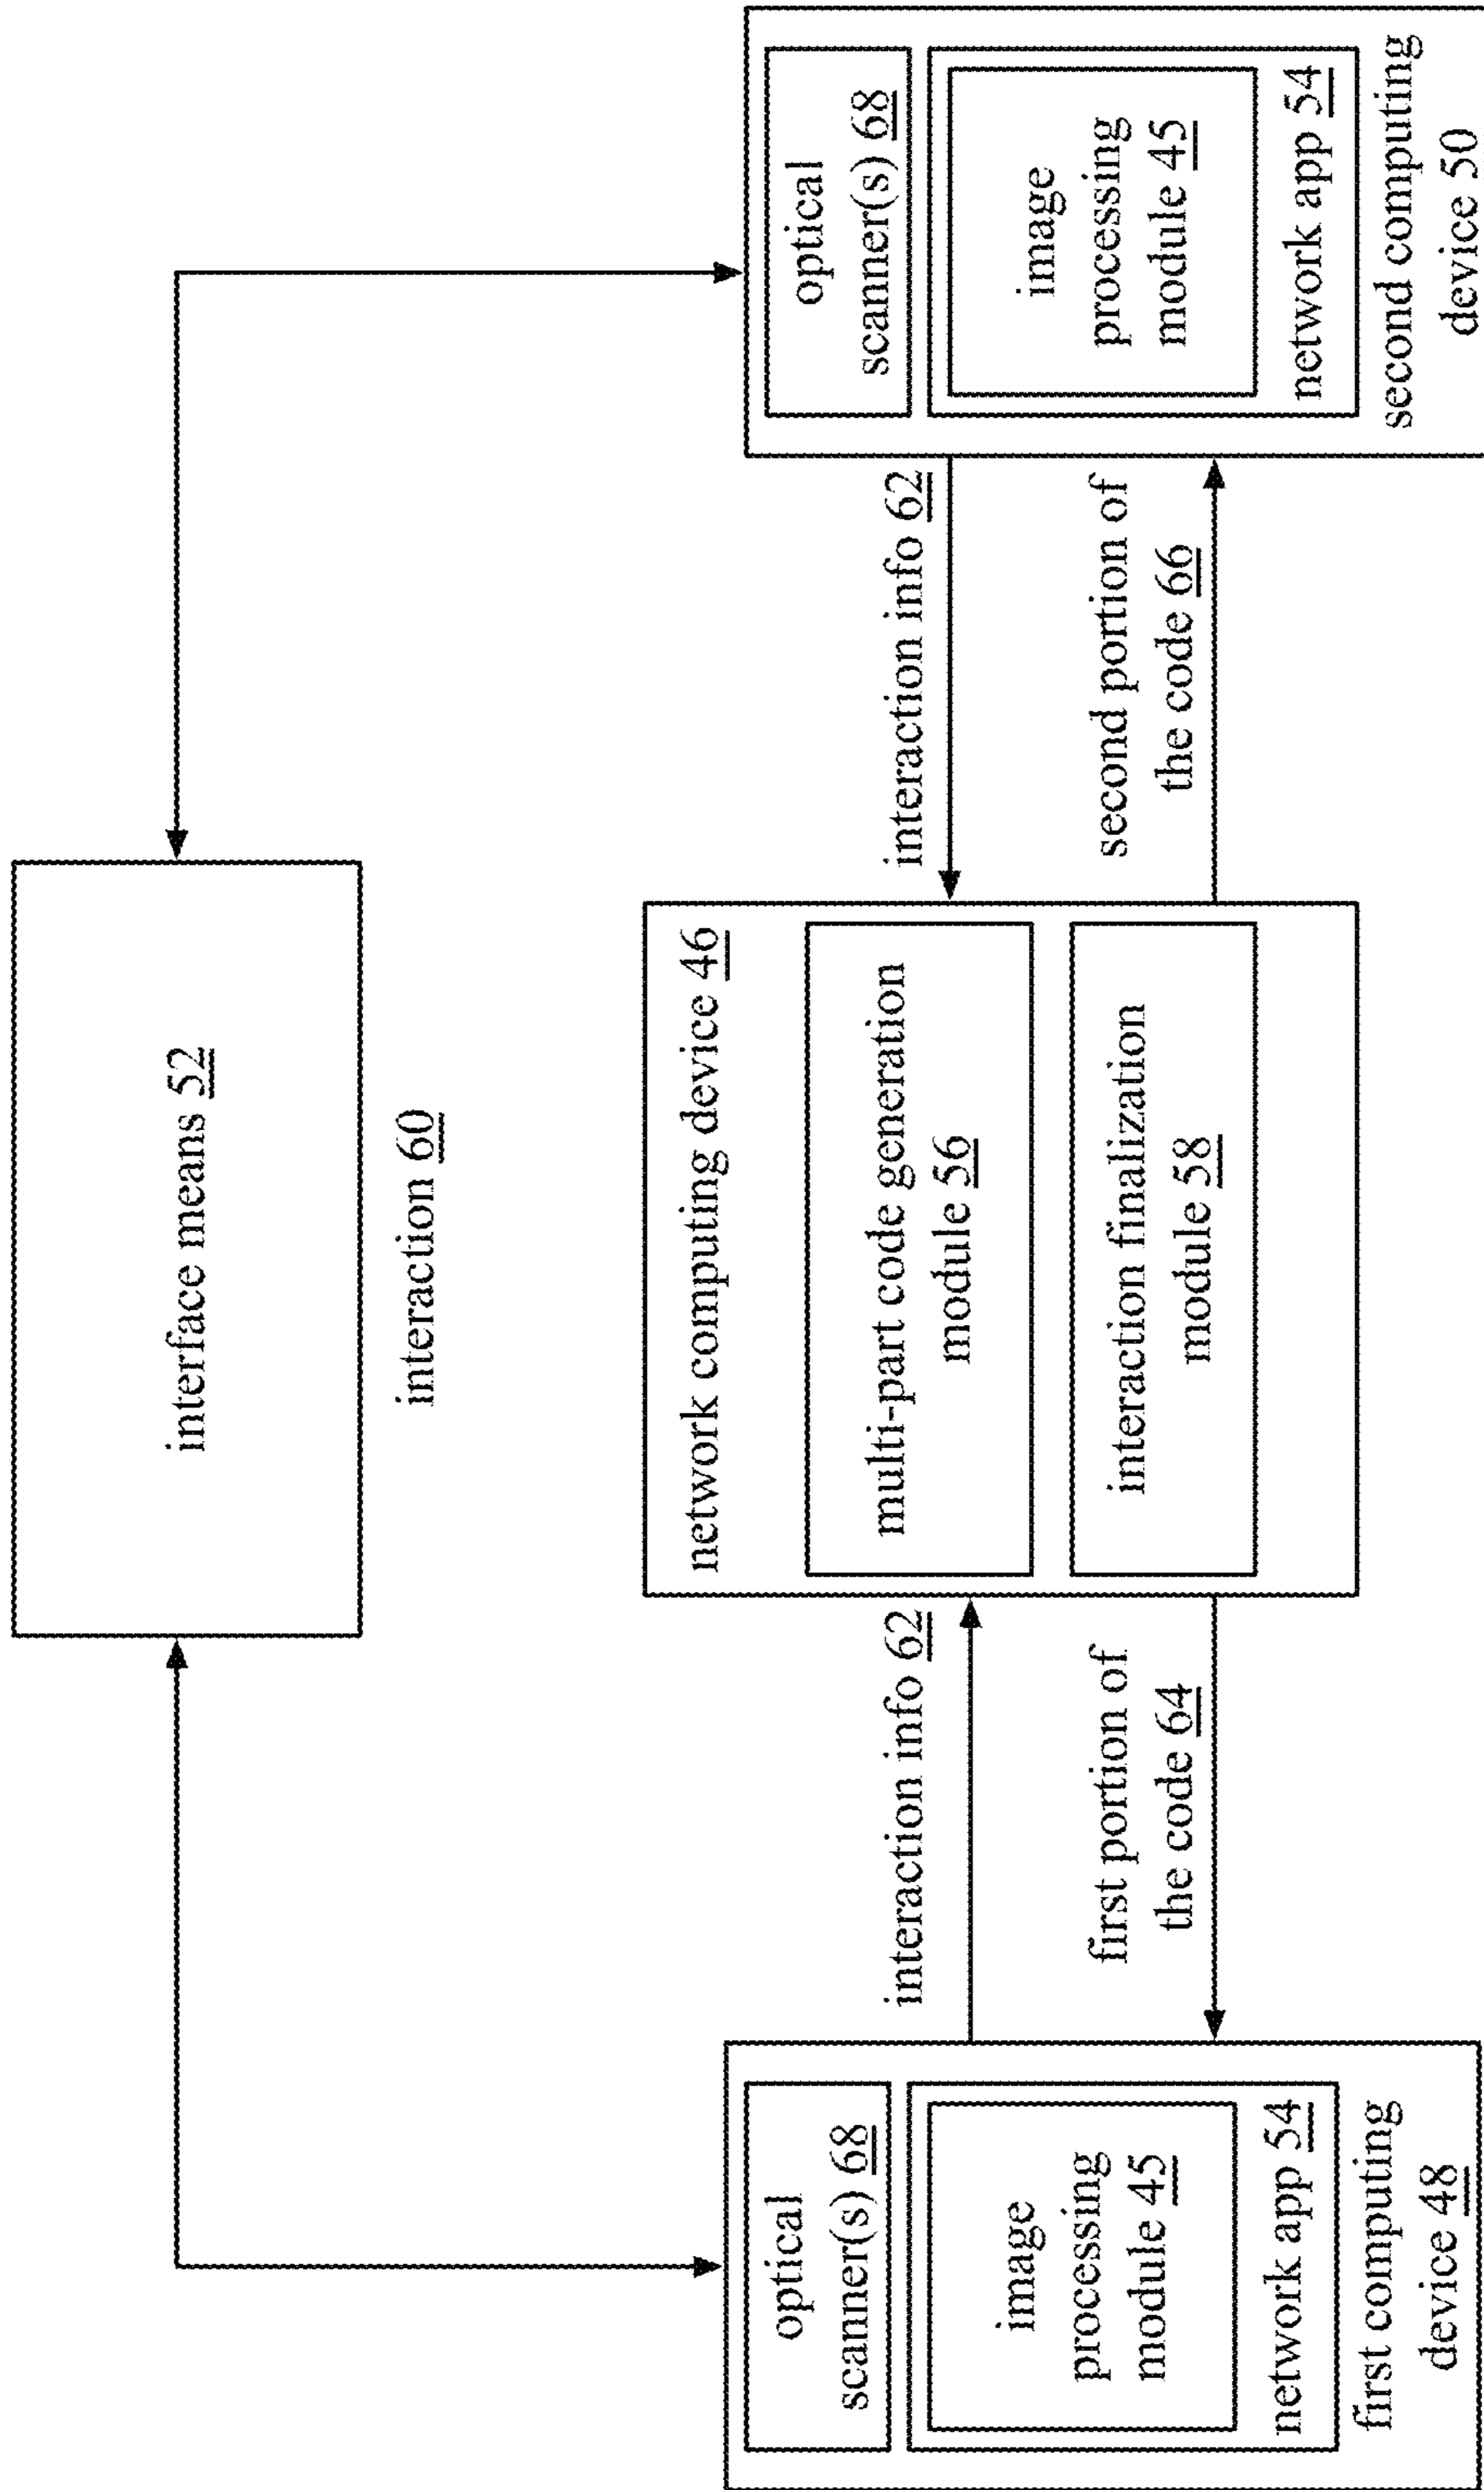 interface means 52
interaction 60
optical
scanner(s) 68
image
processing
module 45
network app 54
first computing
device 48
interaction info 62
first portion of
the code 64
network computing device 46
multi-part code generation
module 56
interaction finalization
module 58
interaction info 62
second portion of
the code 66
optical
scanner(s) 68
image
processing
module 45
network app 54
second computing
device 50